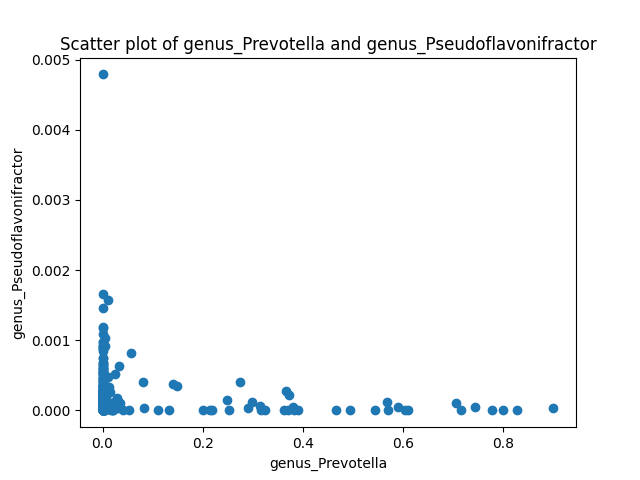 Scatter plot of genus_Prevotella and genus_Pseudoflavonifractor
0.005
0.004
0.003
0.002
0.001
0.000
genus_Pseudoflavonifractor
0.0 0.2 0.4 0.6 0.8
genus_Prevotella